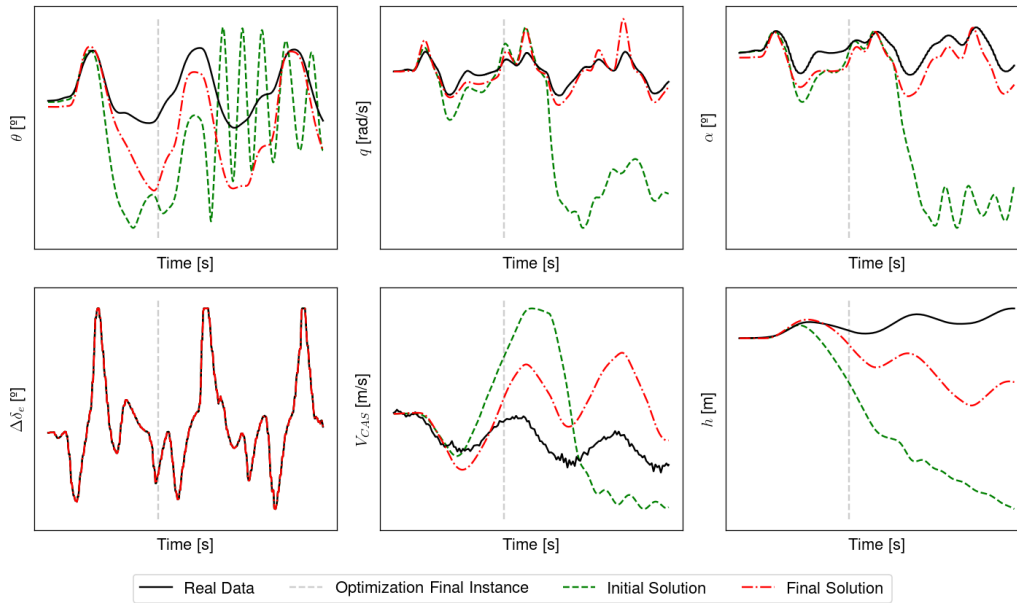 θ [º]
Time [s]
q [rad/s]
Time [s]
α [º]
Time [s]
Δδe [º]
Time [s]
VCAS [m/s]
Time [s]
h [m]
Time [s]
Real Data
Optimization Final Instance
Initial Solution
Final Solution